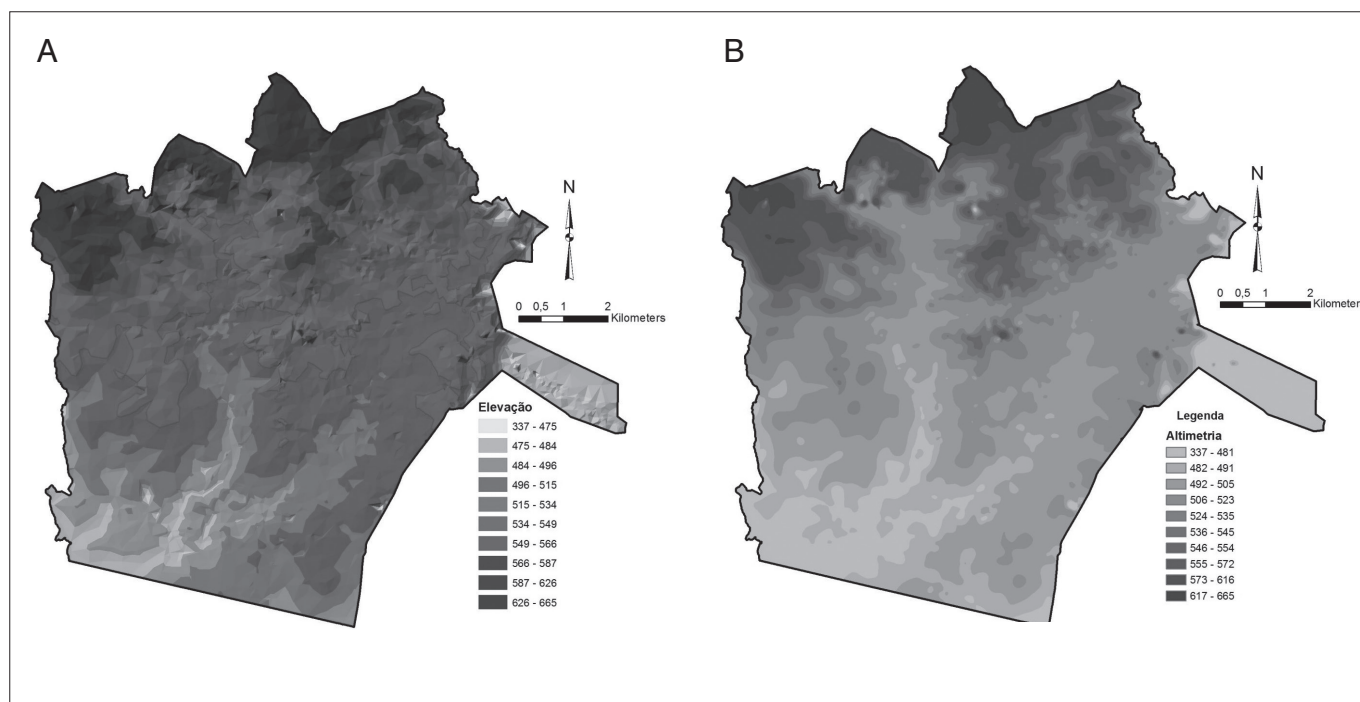 A
N
0 0,5 1 2
Kilometers
Elevação
337 - 475
475 - 484
484 - 496
496 - 515
515 - 534
534 - 549
549 - 566
566 - 587
587 - 626
626 - 665
B
N
0 0,5 1 2
Kilometer
Legenda
Altimetria
337 - 481
482 - 491
492 - 505
506 - 523
524 - 535
536 - 545
546 - 554
555 - 572
573 - 616
617 - 665